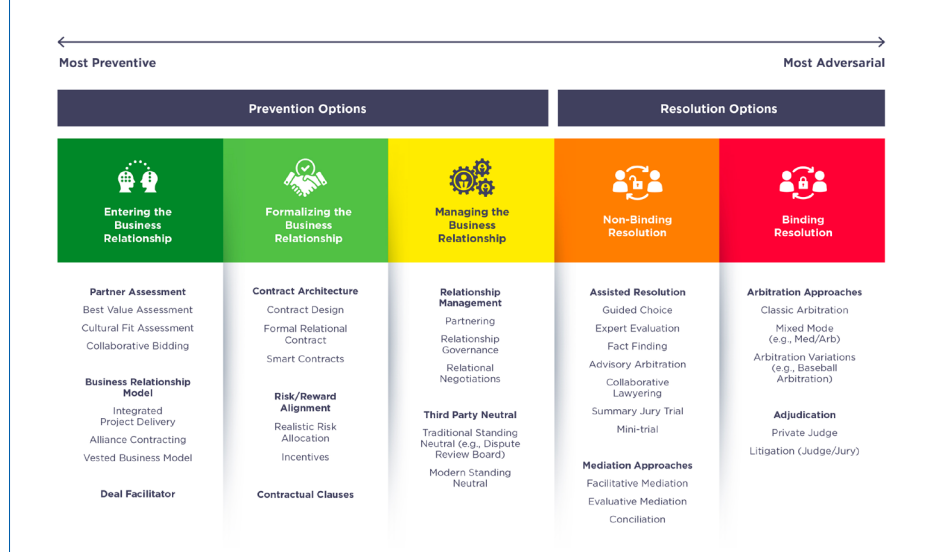 Most Preventive
Most Adversarial
Prevention Options
Resolution Options
Entering the
Business
Relationship
Formalizing the
Business
Relationship
Managing the
Business
Relationship
Non-Binding
Resolution
Binding
Resolution
Partner Assessment
Best Value Assessment
Cultural Fit Assessment
Collaborative Bidding
Business Relationship
Model
Integrated
Project Delivery
Alliance Contracting
Vested Business Model
Deal Facilitator
Contract Architecture
Contract Design
Formal Relational
Contract
Smart Contracts
Risk/Reward
Alignment
Realistic Risk
Allocation
Incentives
Contractual Clauses
Relationship
Management
Partnering
Relationship
Governance
Relational
Negotiations
Third Party Neutral
Traditional Standing
Neutral (e.g., Dispute
Review Board)
Modern Standing
Neutral
Assisted Resolution
Guided Choice
Expert Evaluation
Fact Finding
Advisory Arbitration
Collaborative
Lawyering
Summary Jury Trial
Mini-trial
Mediation Approaches
Facilitative Mediation
Evaluative Mediation
Conciliation
Arbitration Approaches
Classic Arbitration
Mixed Mode
(e.g., Med/Arb)
Arbitration Variations
(e.g., Baseball
Arbitration)
Adjudication
Private Judge
Litigation (Judge/Jury)